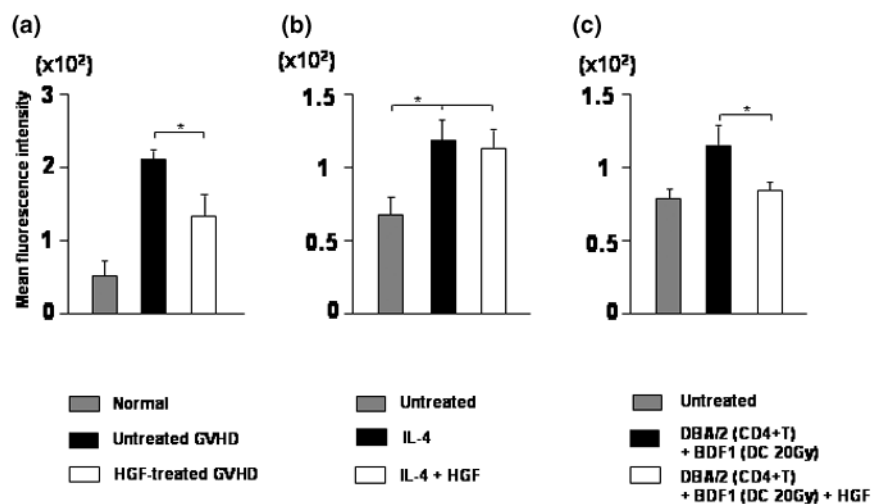 (a)
(x10²)
Mean fluorescence intensity
3
2
1
0
*
Normal
Untreated GVHD
HGF-treated GVHD
(b)
(x10²)
1.5
1
0.5
0
*
Untreated
IL-4
IL-4 + HGF
(c)
(x10²)
1.5
1
0.5
0
*
Untreated
DBA/2 (CD4+T)
+ BDF1 (DC 20Gy)
DBA/2 (CD4+T)
+ BDF1 (DC 20Gy) + HGF